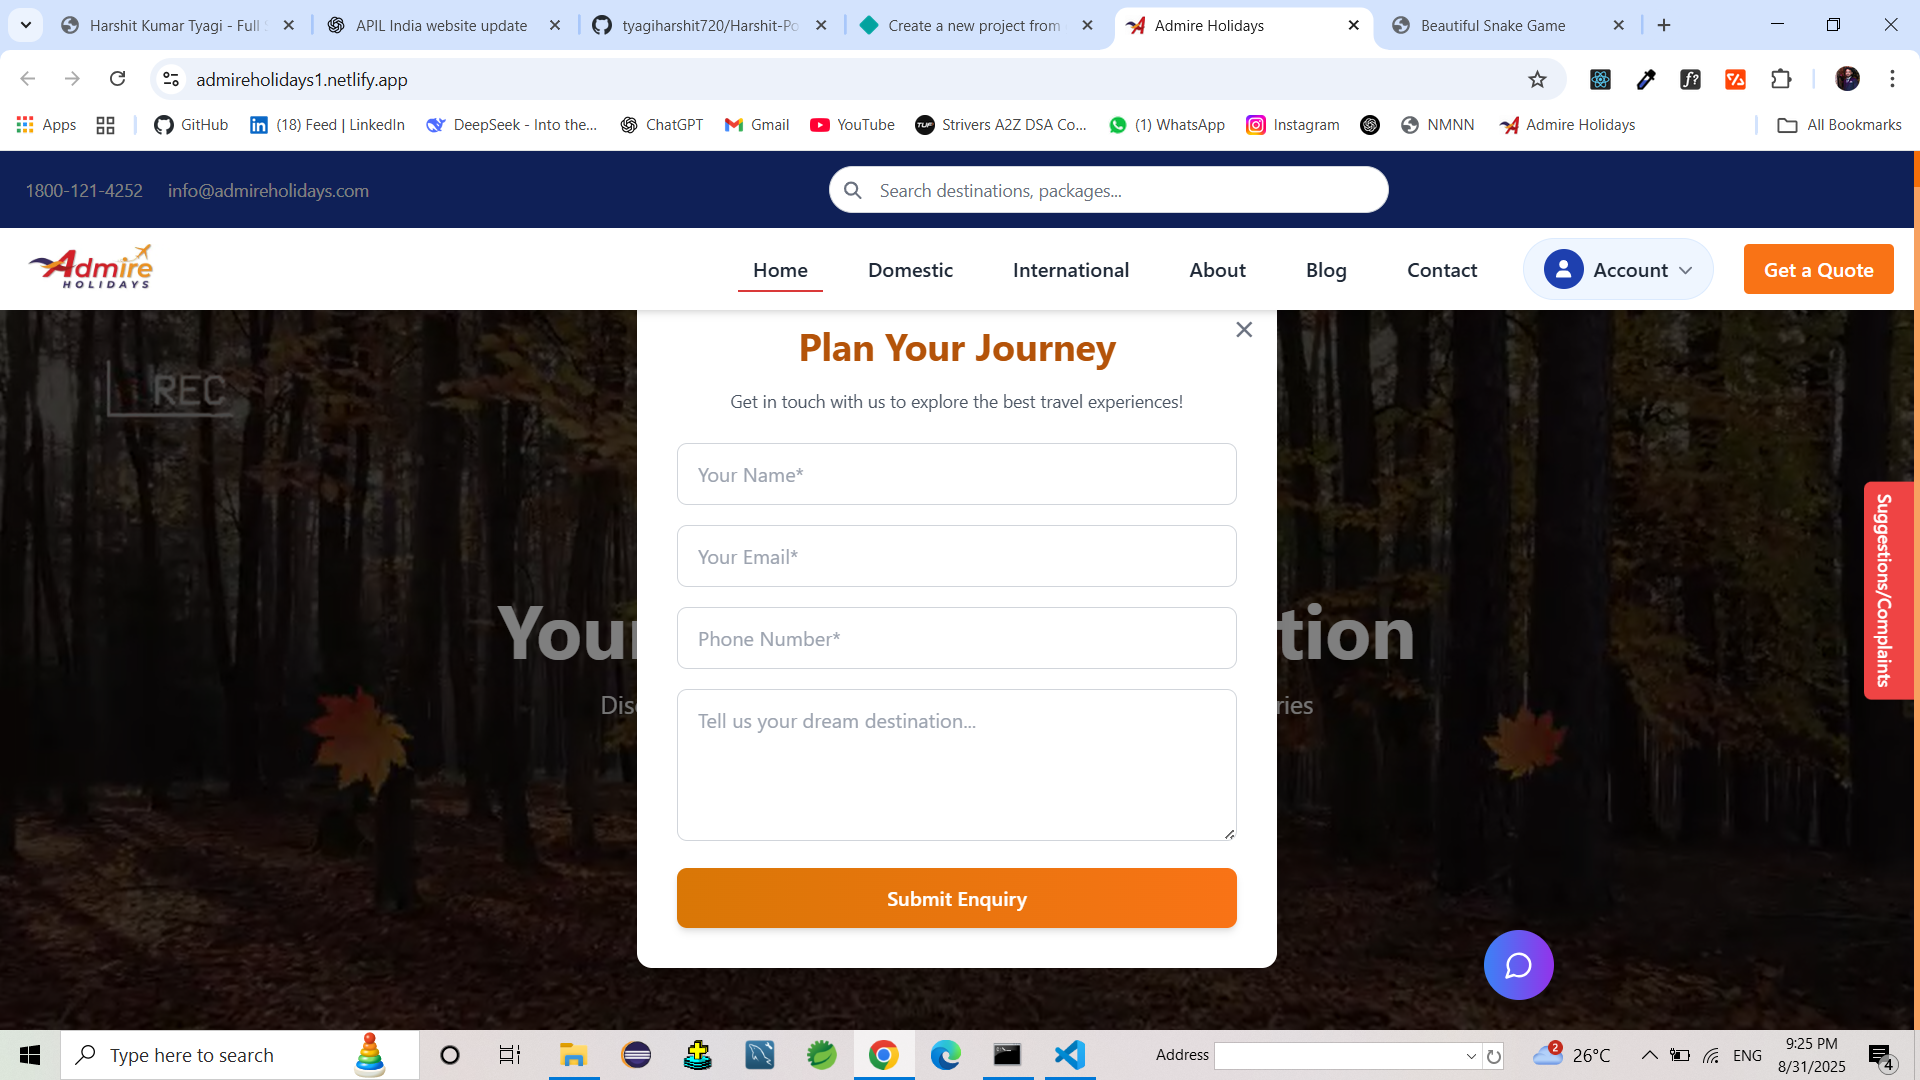 Harshit Kumar Tyagi - Full S
APIL India website update
tyagiharshit720/Harshit-Po
Create a new project from
Admire Holidays
Beautiful Snake Game
admireholidays1.netlify.app
Apps
GitHub
(18) Feed | LinkedIn
DeepSeek - Into the...
ChatGPT
Gmail
YouTube
TUF
Strivers A2Z DSA Co...
(1) WhatsApp
Instagram
NMNN
Admire Holidays
All Bookmarks
1800-121-4252
info@admireholidays.com
Search destinations, packages...
Admire
HOLIDAYS
Home
Domestic
International
About
Blog
Contact
Account
Get a Quote
REC
Plan Your Journey
Get in touch with us to explore the best travel experiences!
Your Name*
Your Email*
Phone Number*
Your
tion
Tell us your dream destination...
Submit Enquiry
Suggestions/Complaints
Type here to search
Address
2
26°C
ENG
9:25 PM
8/31/2025
4